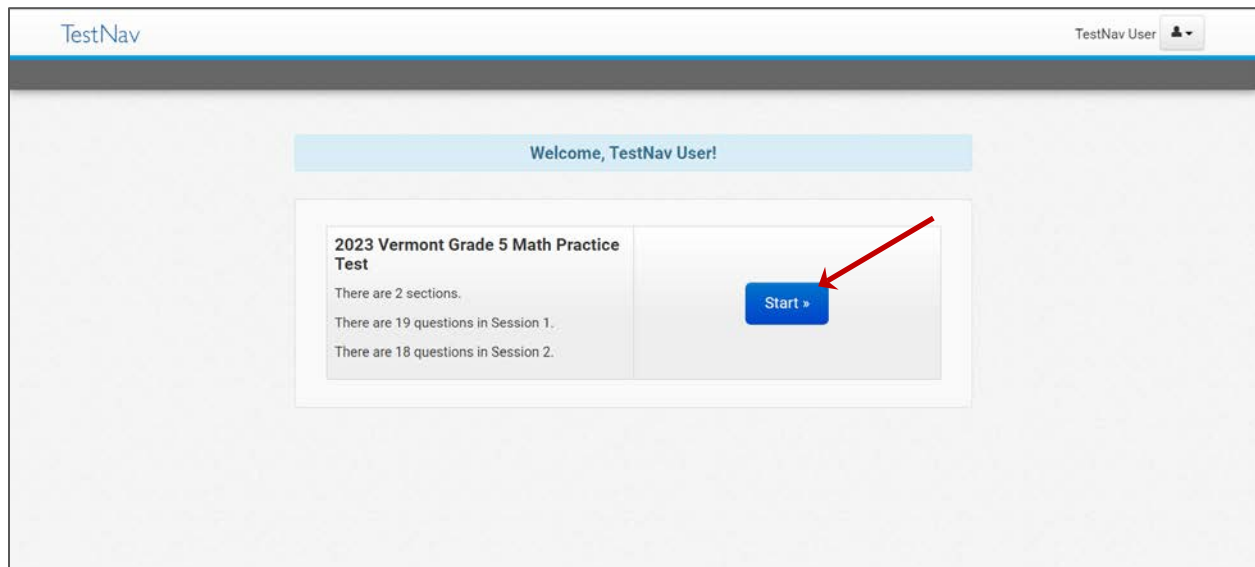 TestNav
TestNav User
Welcome, TestNav User!
2023 Vermont Grade 5 Math Practice
Test
There are 2 sections.
There are 19 questions in Session 1.
There are 18 questions in Session 2.
Start »